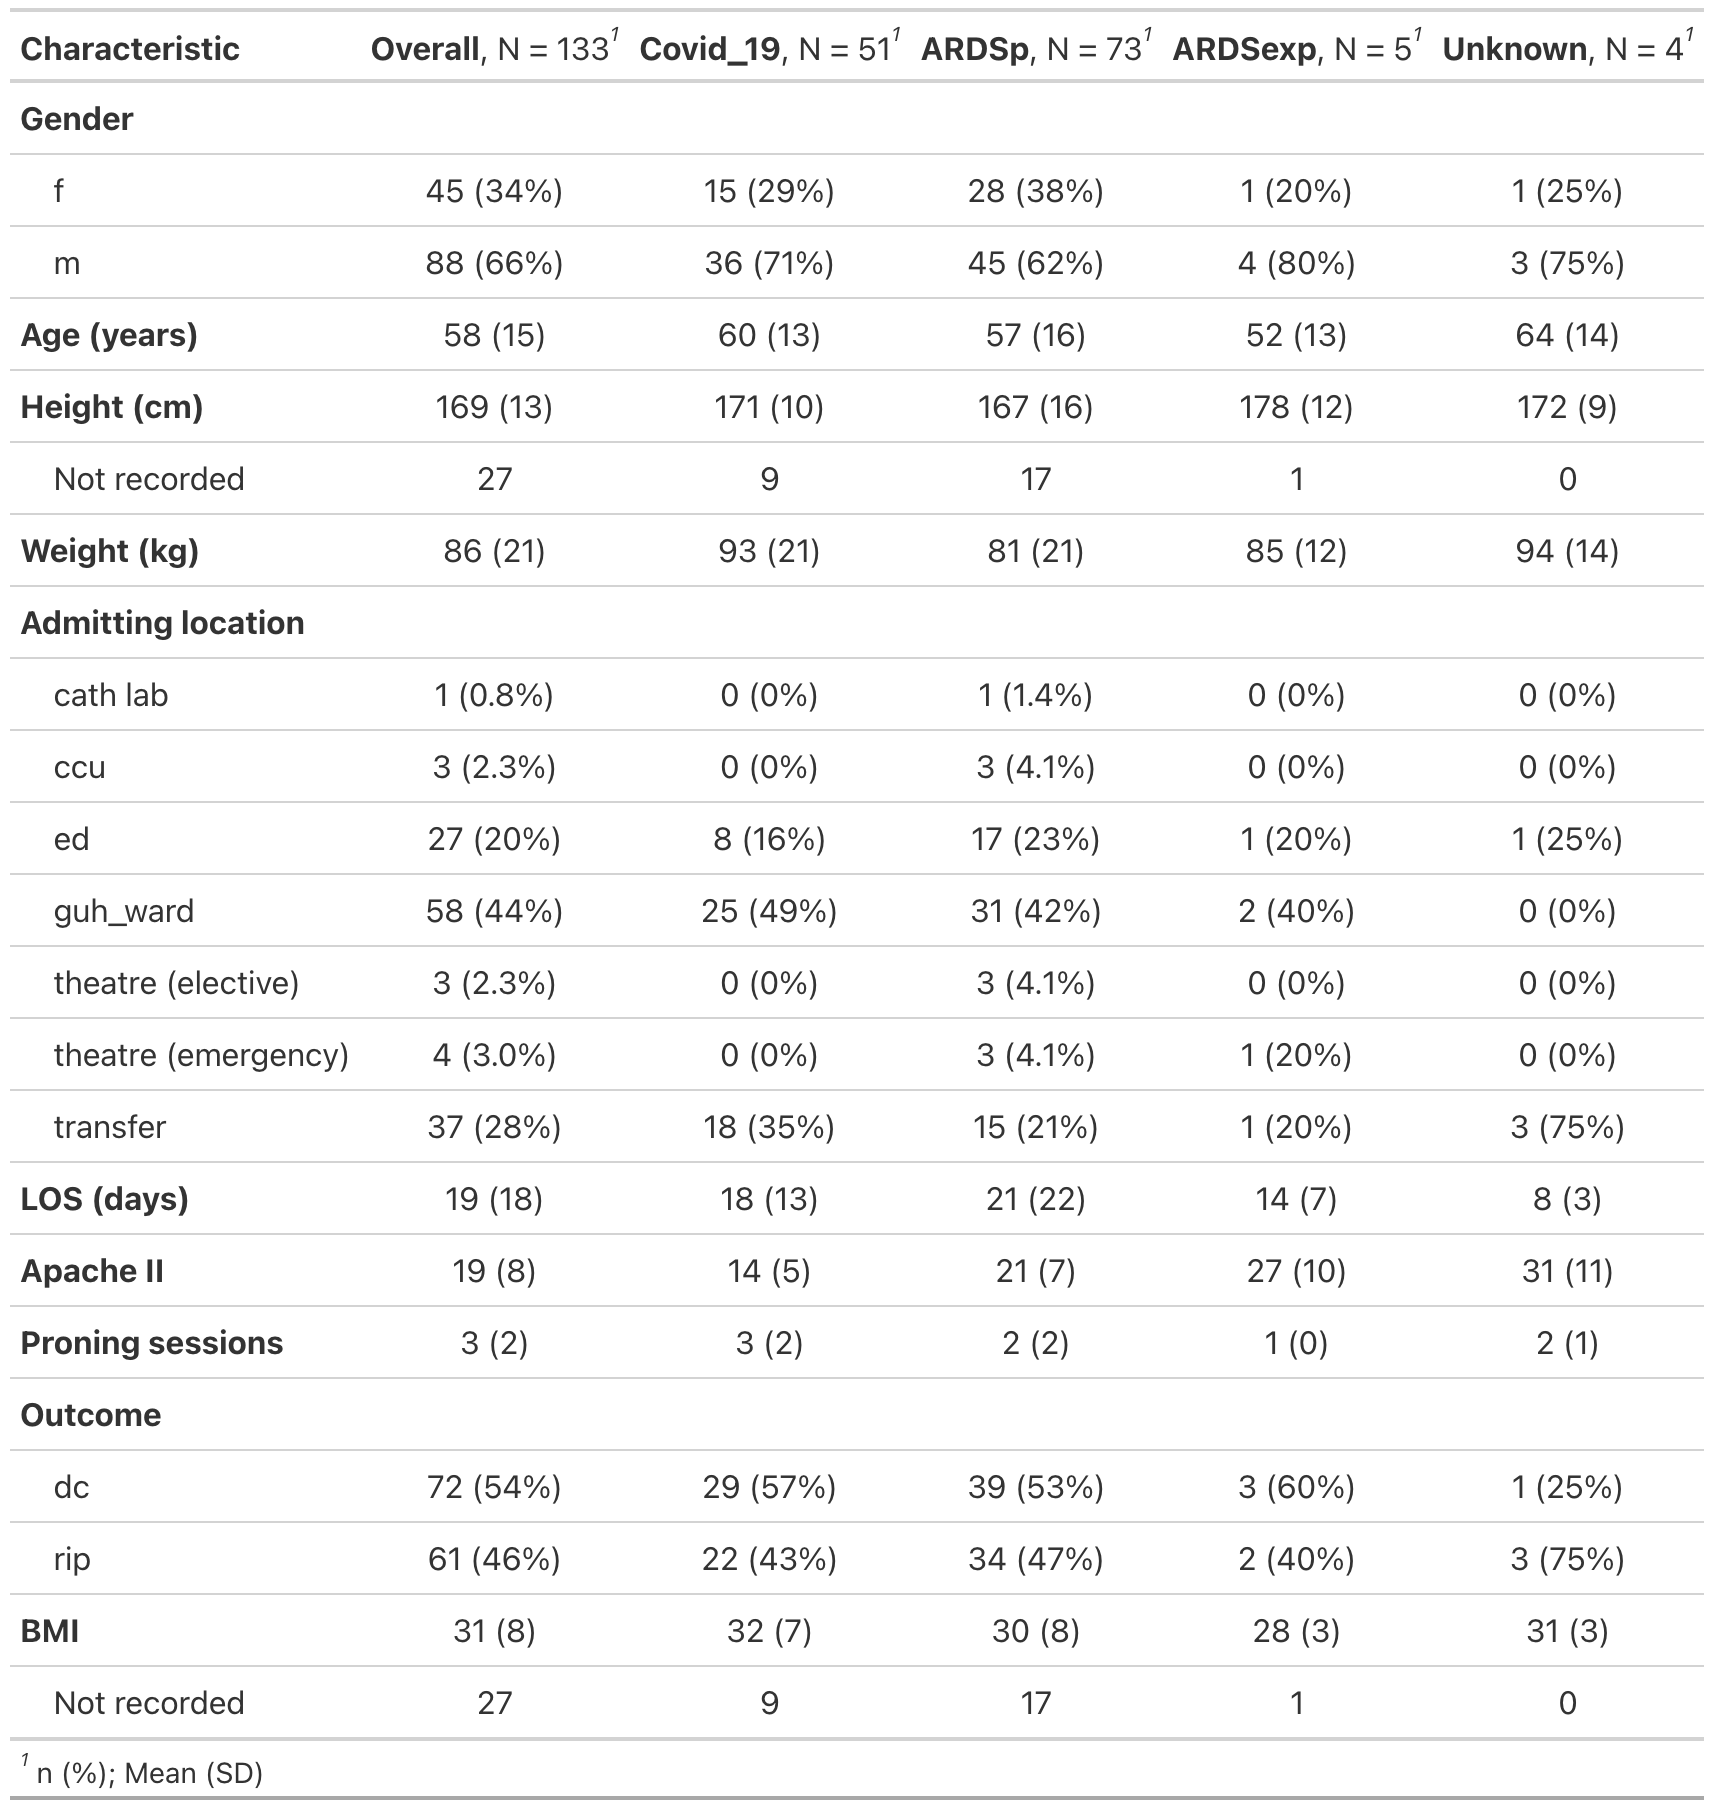 Characteristic Overall, N = 133¹ Covid_19, N = 51¹ ARDSp, N = 73¹ ARDSexp, N = 5¹ Unknown, N = 4¹
Gender
f 45 (34%) 15 (29%) 28 (38%) 1 (20%) 1 (25%)
m 88 (66%) 36 (71%) 45 (62%) 4 (80%) 3 (75%)
Age (years) 58 (15) 60 (13) 57 (16) 52 (13) 64 (14)
Height (cm) 169 (13) 171 (10) 167 (16) 178 (12) 172 (9)
Not recorded 27 9 17 1 0
Weight (kg) 86 (21) 93 (21) 81 (21) 85 (12) 94 (14)
Admitting location
cath lab 1 (0.8%) 0 (0%) 1 (1.4%) 0 (0%) 0 (0%)
ccu 3 (2.3%) 0 (0%) 3 (4.1%) 0 (0%) 0 (0%)
ed 27 (20%) 8 (16%) 17 (23%) 1 (20%) 1 (25%)
guh_ward 58 (44%) 25 (49%) 31 (42%) 2 (40%) 0 (0%)
theatre (elective) 3 (2.3%) 0 (0%) 3 (4.1%) 0 (0%) 0 (0%)
theatre (emergency) 4 (3.0%) 0 (0%) 3 (4.1%) 1 (20%) 0 (0%)
transfer 37 (28%) 18 (35%) 15 (21%) 1 (20%) 3 (75%)
LOS (days) 19 (18) 18 (13) 21 (22) 14 (7) 8 (3)
Apache II 19 (8) 14 (5) 21 (7) 27 (10) 31 (11)
Proning sessions 3 (2) 3 (2) 2 (2) 1 (0) 2 (1)
Outcome
dc 72 (54%) 29 (57%) 39 (53%) 3 (60%) 1 (25%)
rip 61 (46%) 22 (43%) 34 (47%) 2 (40%) 3 (75%)
BMI 31 (8) 32 (7) 30 (8) 28 (3) 31 (3)
Not recorded 27 9 17 1 0
¹ n (%); Mean (SD)